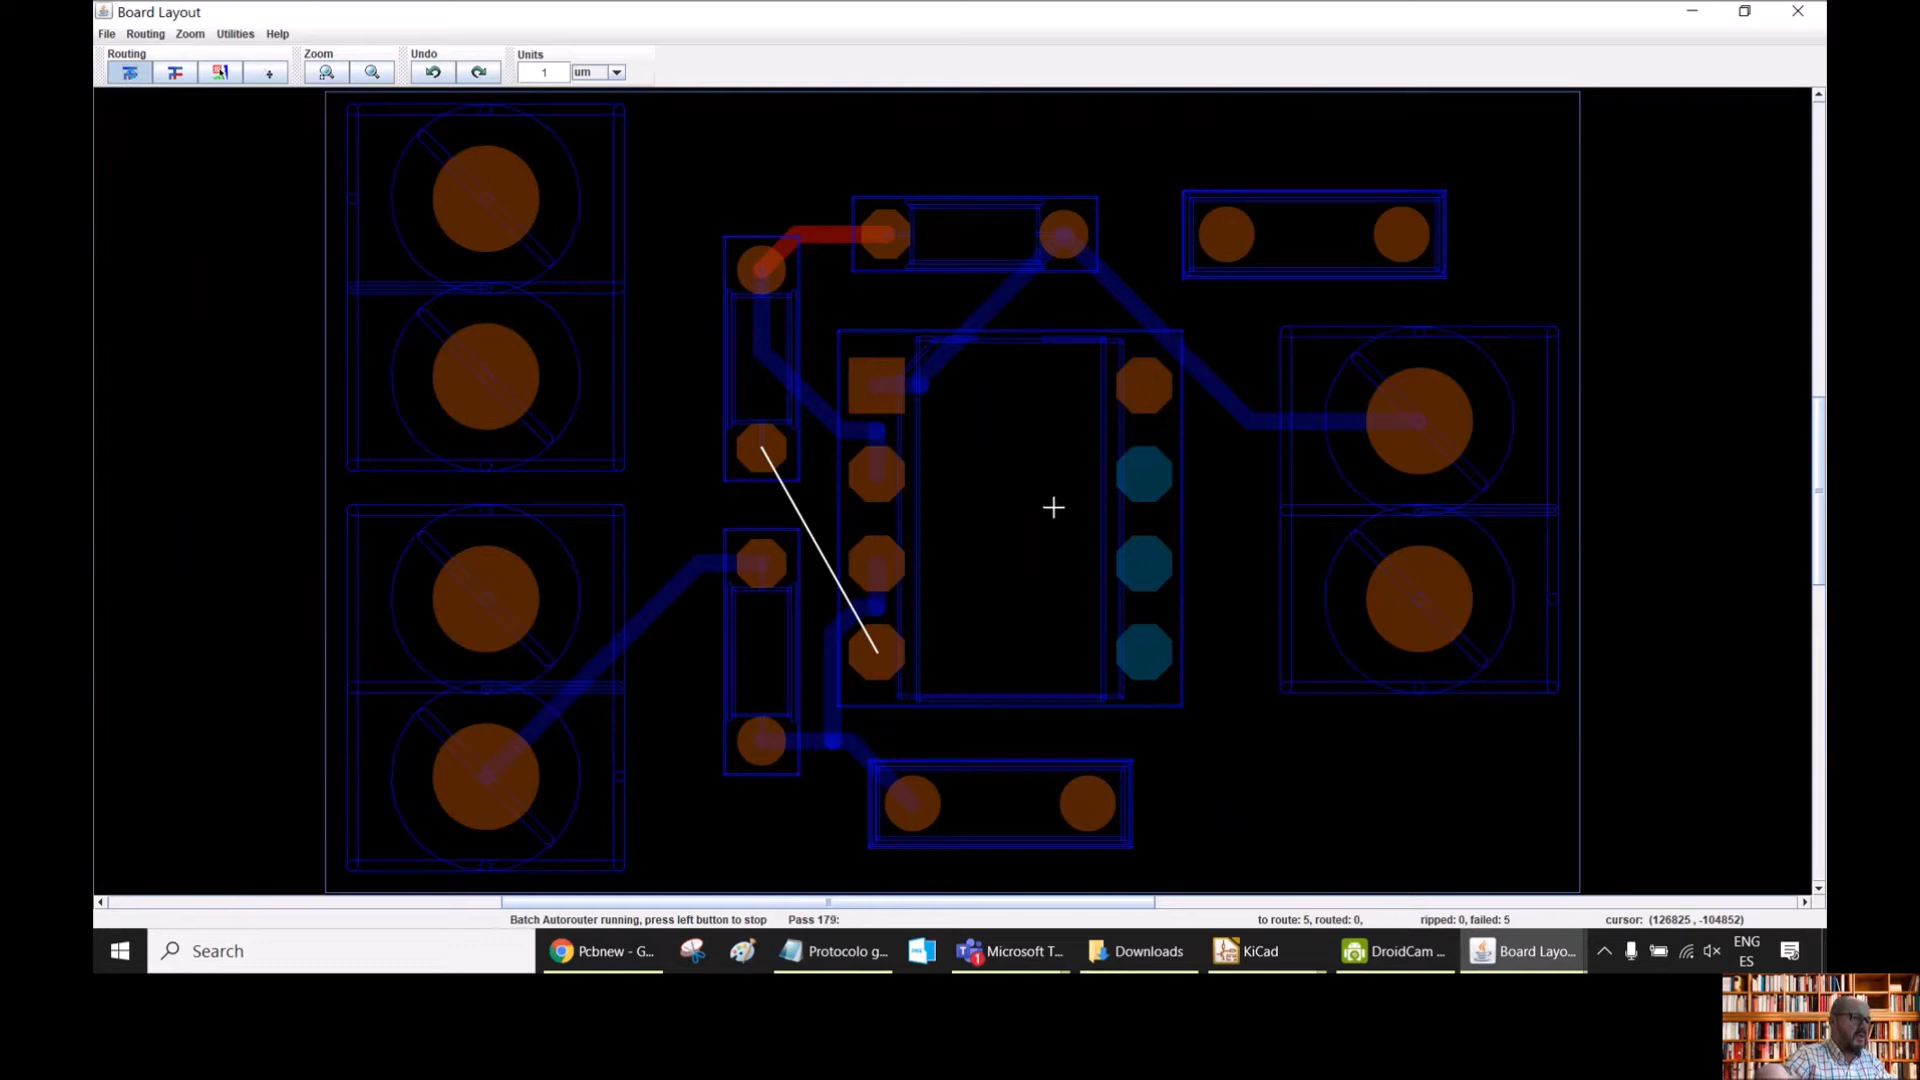 Board Layout
File Routing Zoom Utilities Help
Routing Zoom Undo Units
1 um
Batch Autorouter running, press left button to stop Pass 179: to route: 5, routed: 0, ripped: 0, failed: 5 cursor: (126825 , -104852)
Search Pcbnew - G... Protocolo g... Microsoft T... Downloads KiCad DroidCam ... Board Layo... ENG
ES